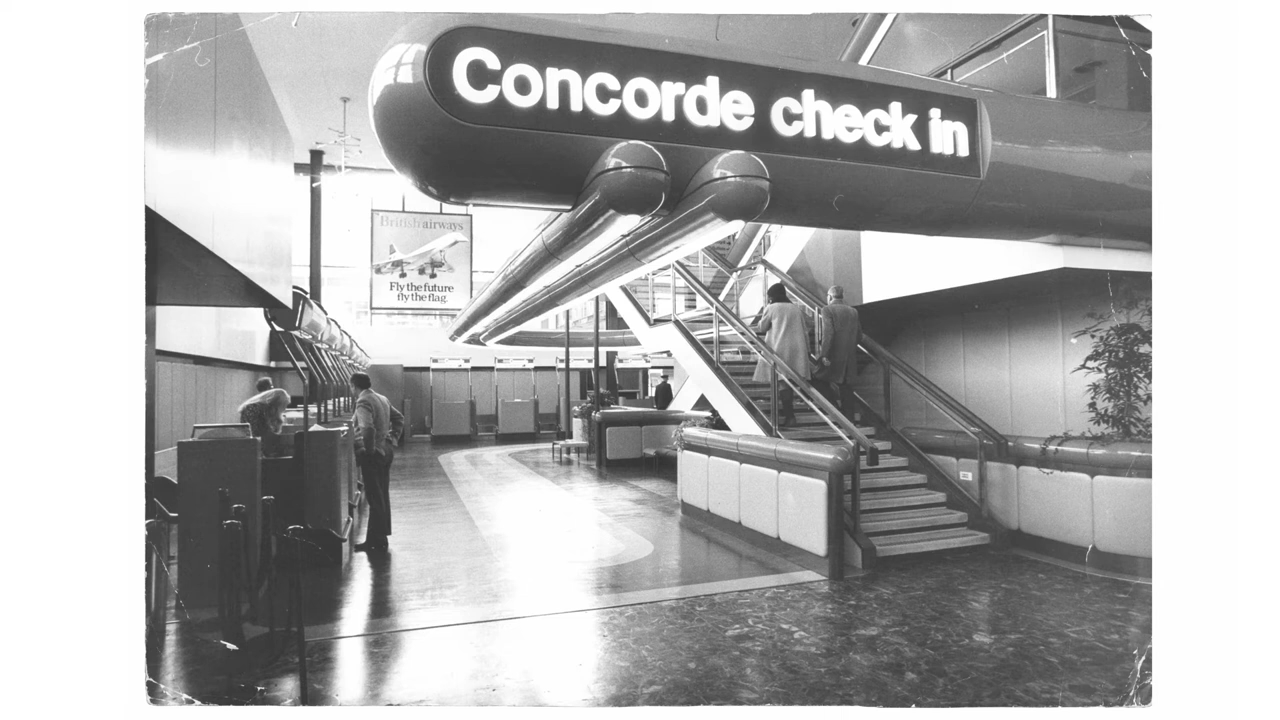 Concorde check in
British airways
Fly the future
fly the flag.